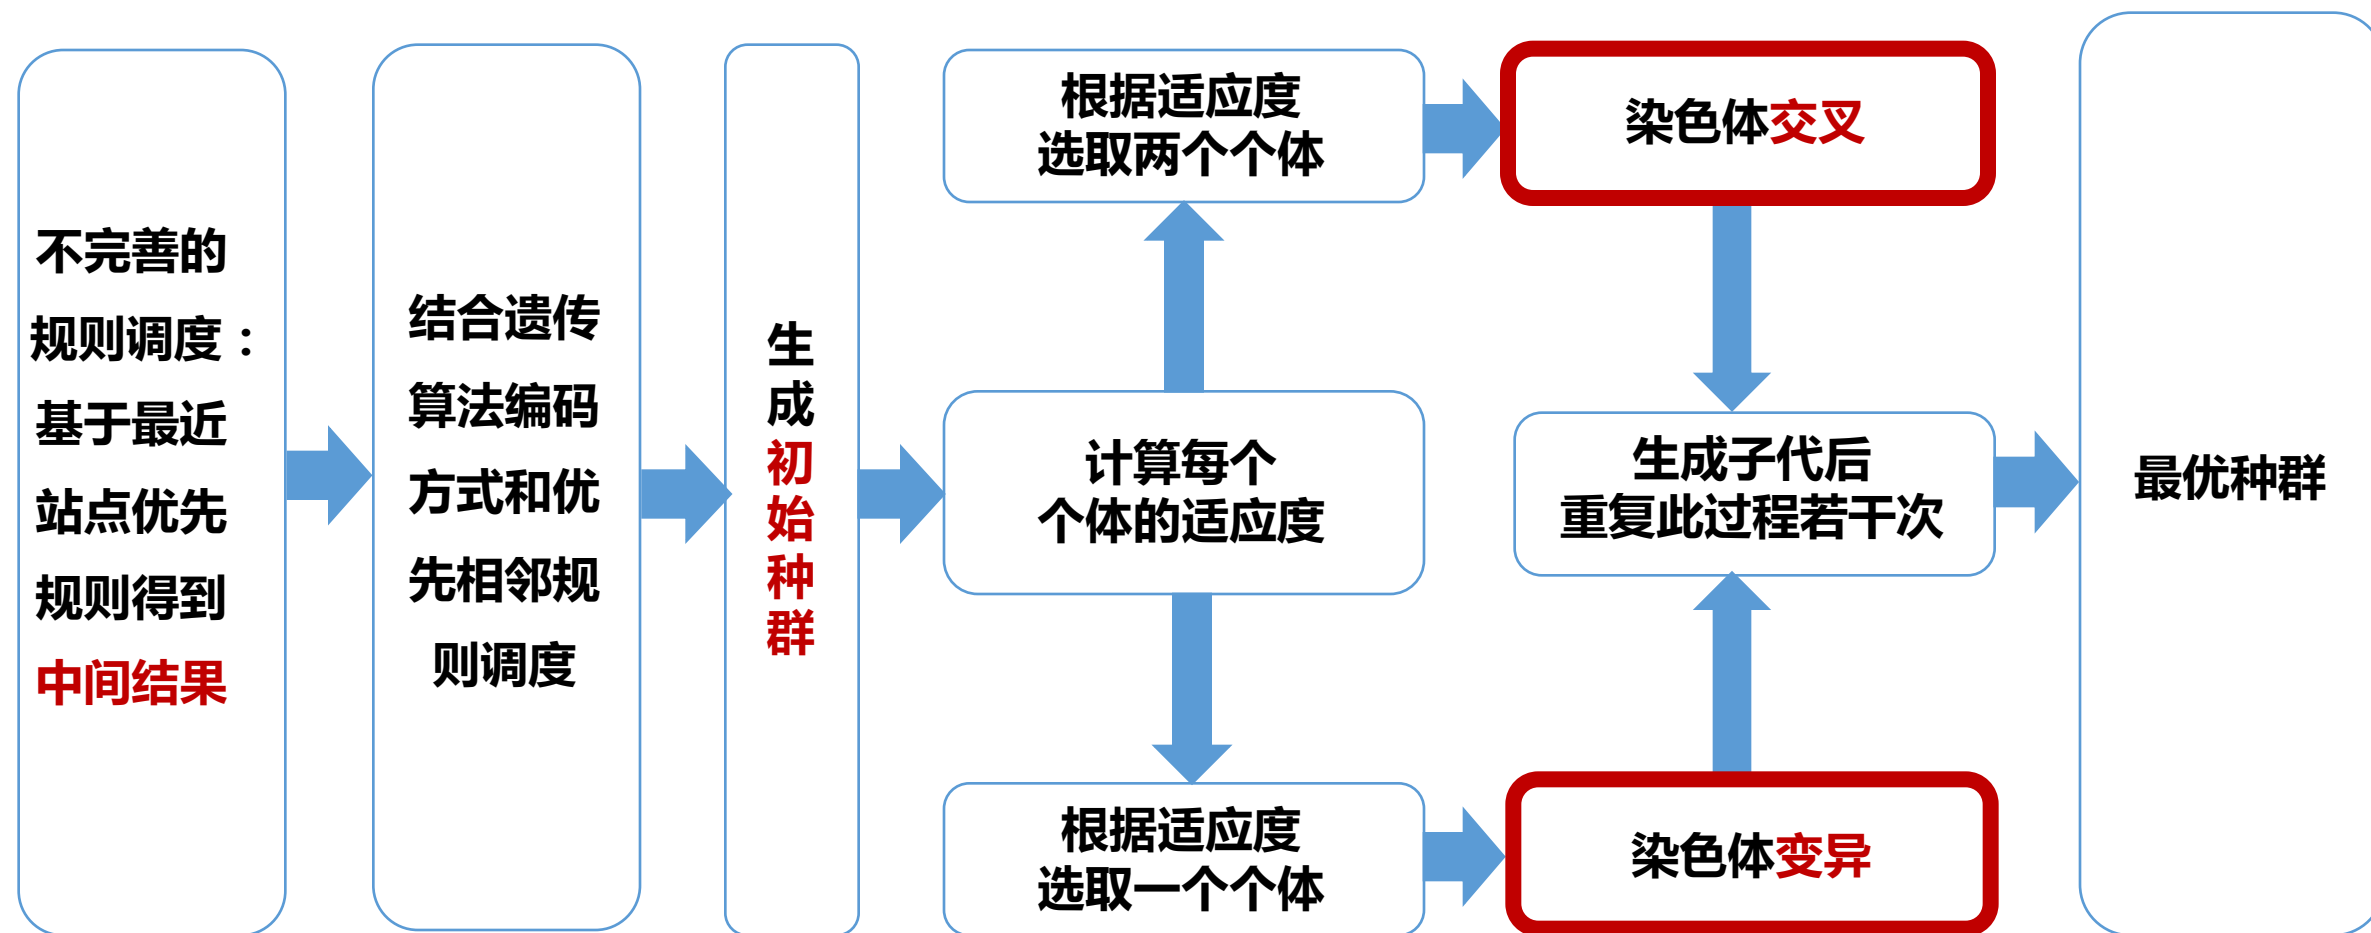 不完善的
规则调度：
基于最近
站点优先
规则得到
中间结果
结合遗传
算法编码
方式和优
先相邻规
则调度
生
成
初
始
种
群
根据适应度
选取两个个体
染色体交叉
计算每个
个体的适应度
生成子代后
重复此过程若干次
根据适应度
选取一个个体
染色体变异
最优种群